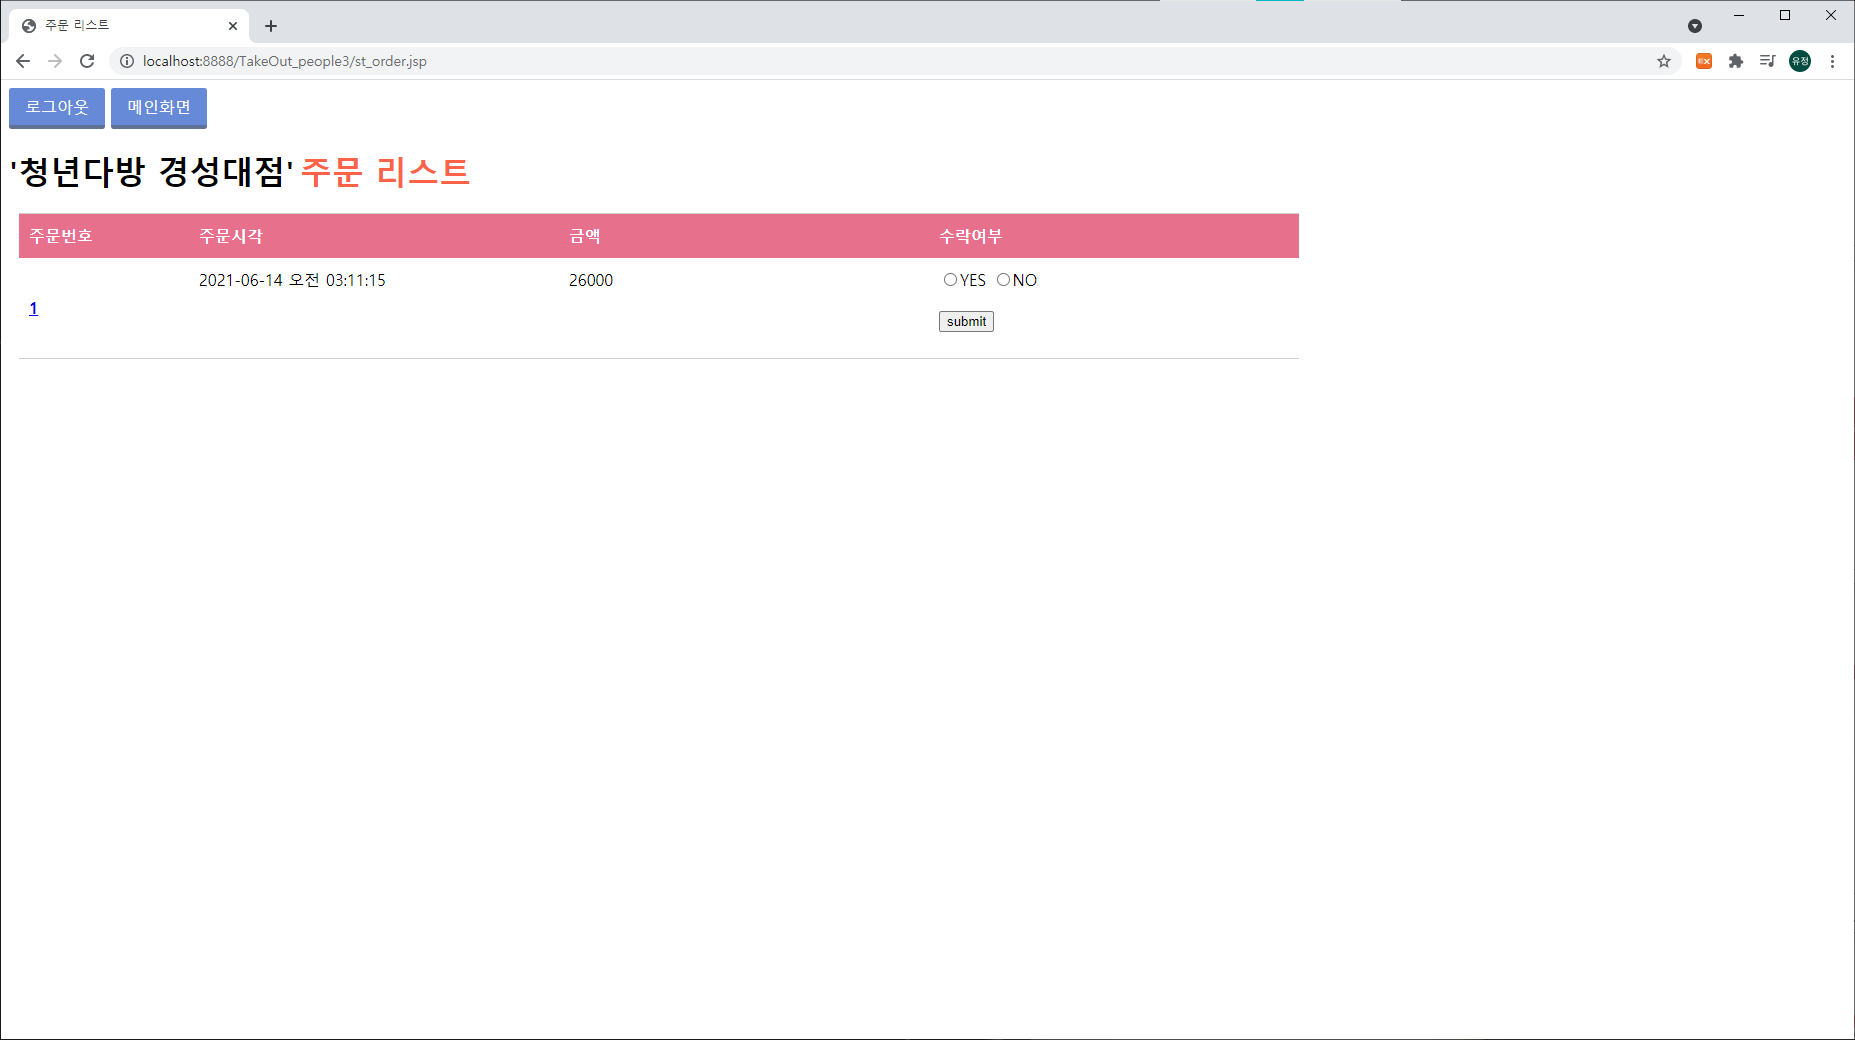 주문 리스트
localhost:8888/TakeOut_people3/st_order.jsp
EX
유정
로그아웃 메인화면
'청년다방 경성대점' 주문 리스트
주문번호 주문시각 금액 수락여부
2021-06-14 오전 03:11:15 26000 YES NO
1
submit